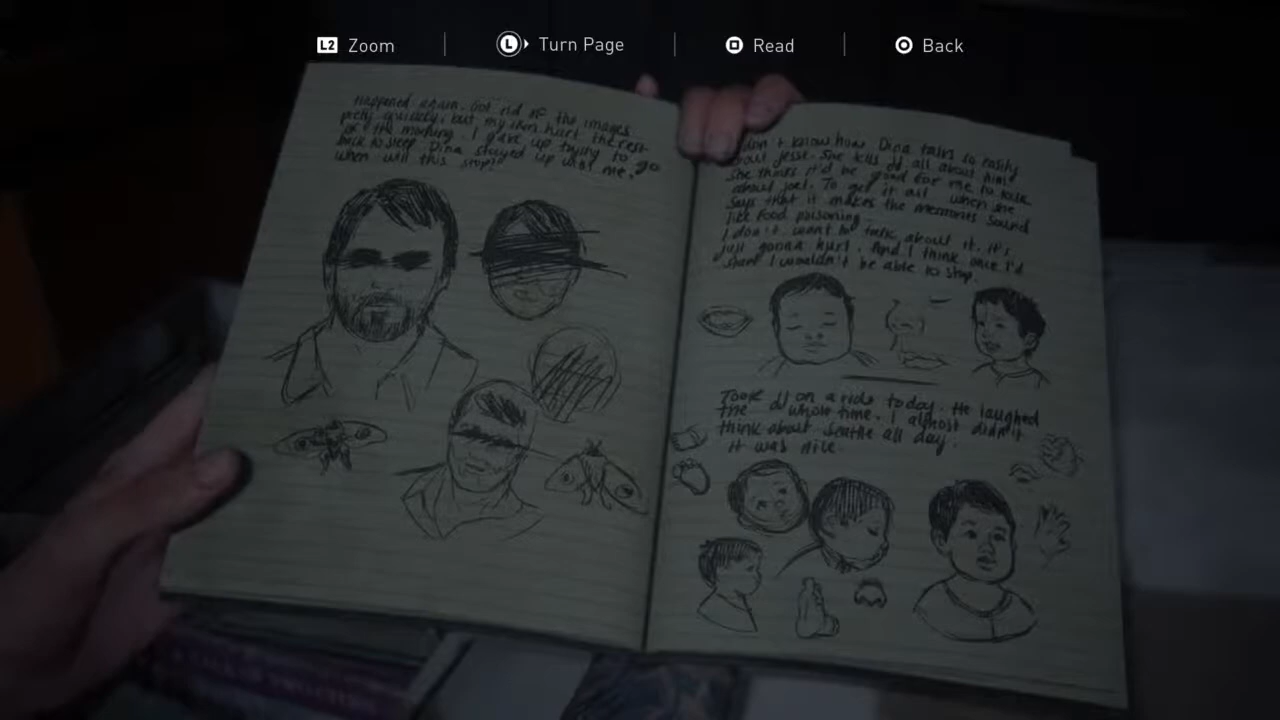 L2 Zoom
L Turn Page
Read
Back
Happened again. Got rid of the images
pretty quickly, but my skin hurt the rest
of the morning. I gave up trying to go
back to sleep. Dina stayed up with me.
When will this stop?
don't know how Dina talks so easily
about Jesse. She tells JJ all about him.
She thinks it'd be good for me to talk
about Joel. To get it out. When she
says that it makes the memories sound
like food poisoning.
I don't want to talk about it. It's
just gonna hurt. And I think once I'd
start I wouldn't be able to stop.
Took JJ on a ride today. He laughed
the whole time. I almost didn't
think about Seattle all day.
It was nice.